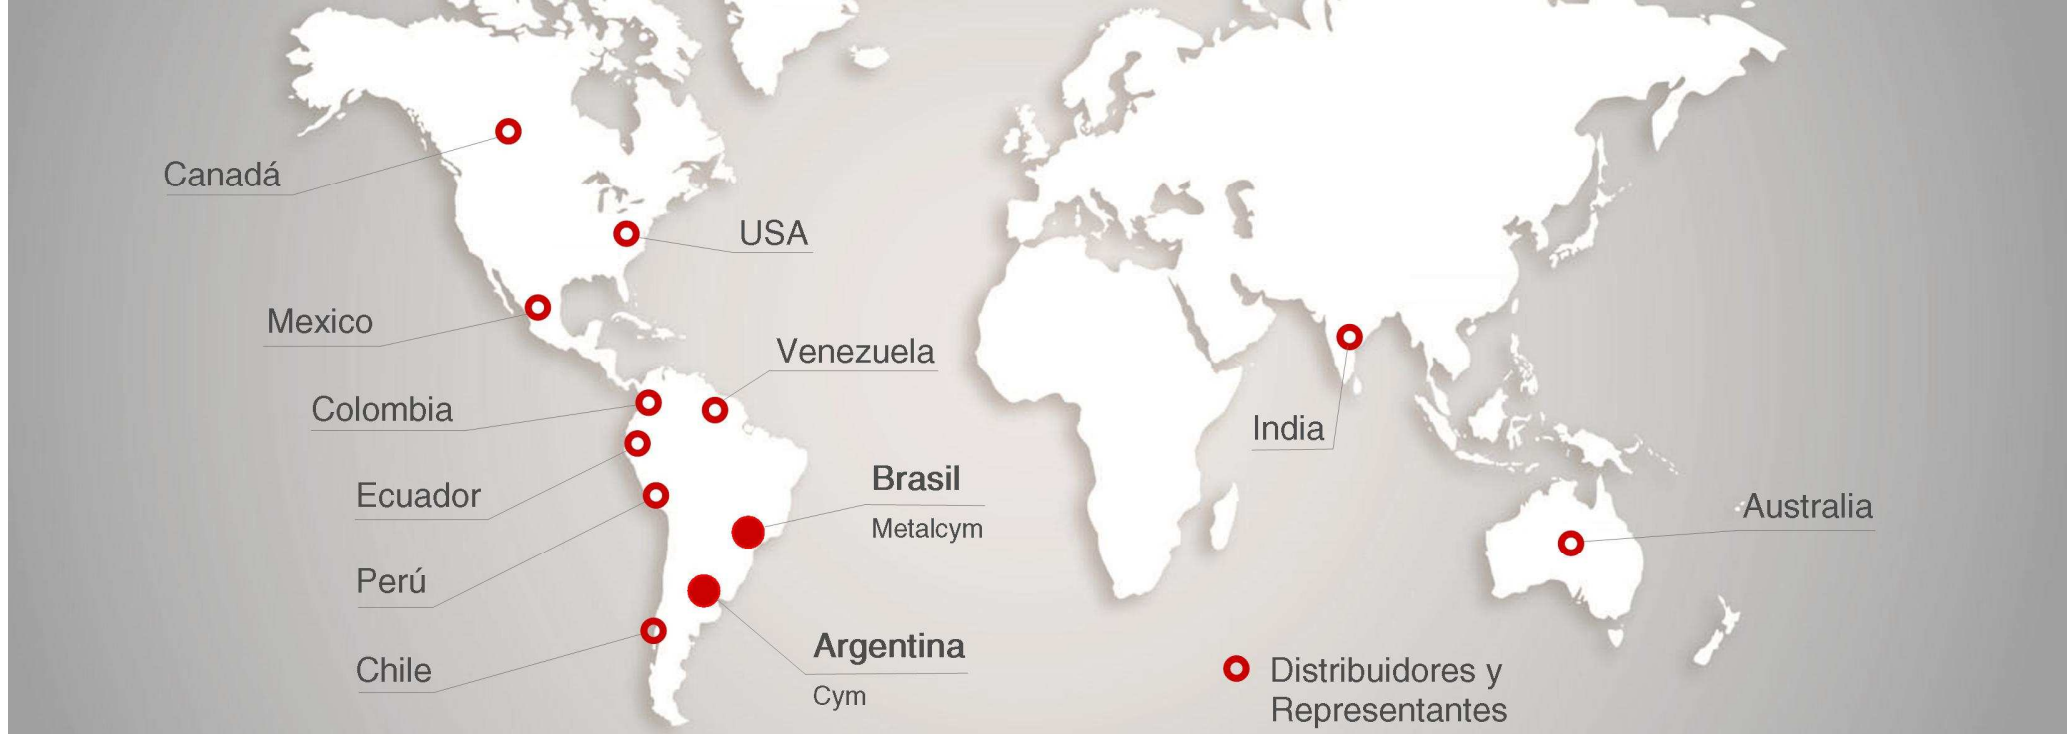 Canadá
USA
Mexico
Venezuela
Colombia
India
Brasil
Metalcym
Ecuador
Australia
Perú
Argentina
Cym
Chile
Distribuidores y
Representantes